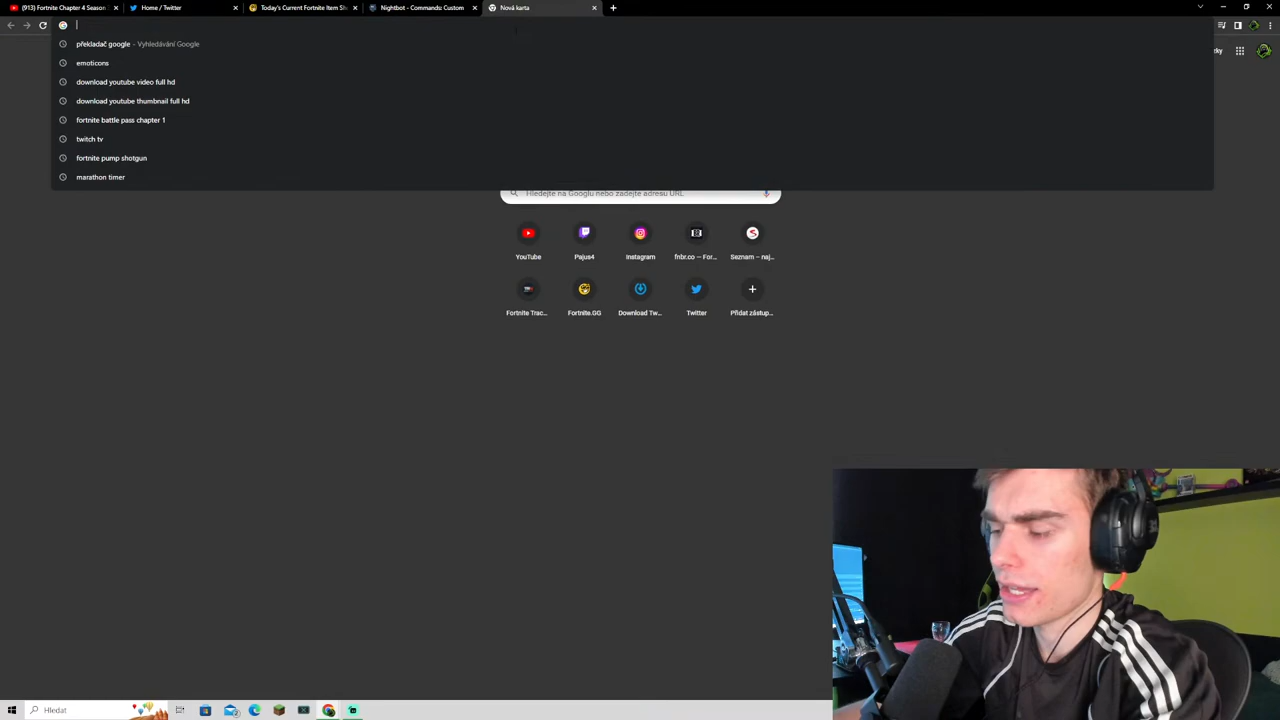 (913) Fortnite Chapter 4 Season
Home / Twitter
Today's Current Fortnite Item Sh
Nightbot - Commands: Custom
Nová karta
překladač google - Vyhledávání Google
emoticons
download youtube video full hd
download youtube thumbnail full hd
fortnite battle pass chapter 1
twitch tv
fortnite pump shotgun
marathon timer
Hledejte na Googlu nebo zadejte adresu URL
YouTube
Pajus4
Instagram
fnbr.co – For...
Seznam – naj...
Fortnite Trac...
Fortnite.GG
Download Tw...
Twitter
Přidat zástup...
Hledat